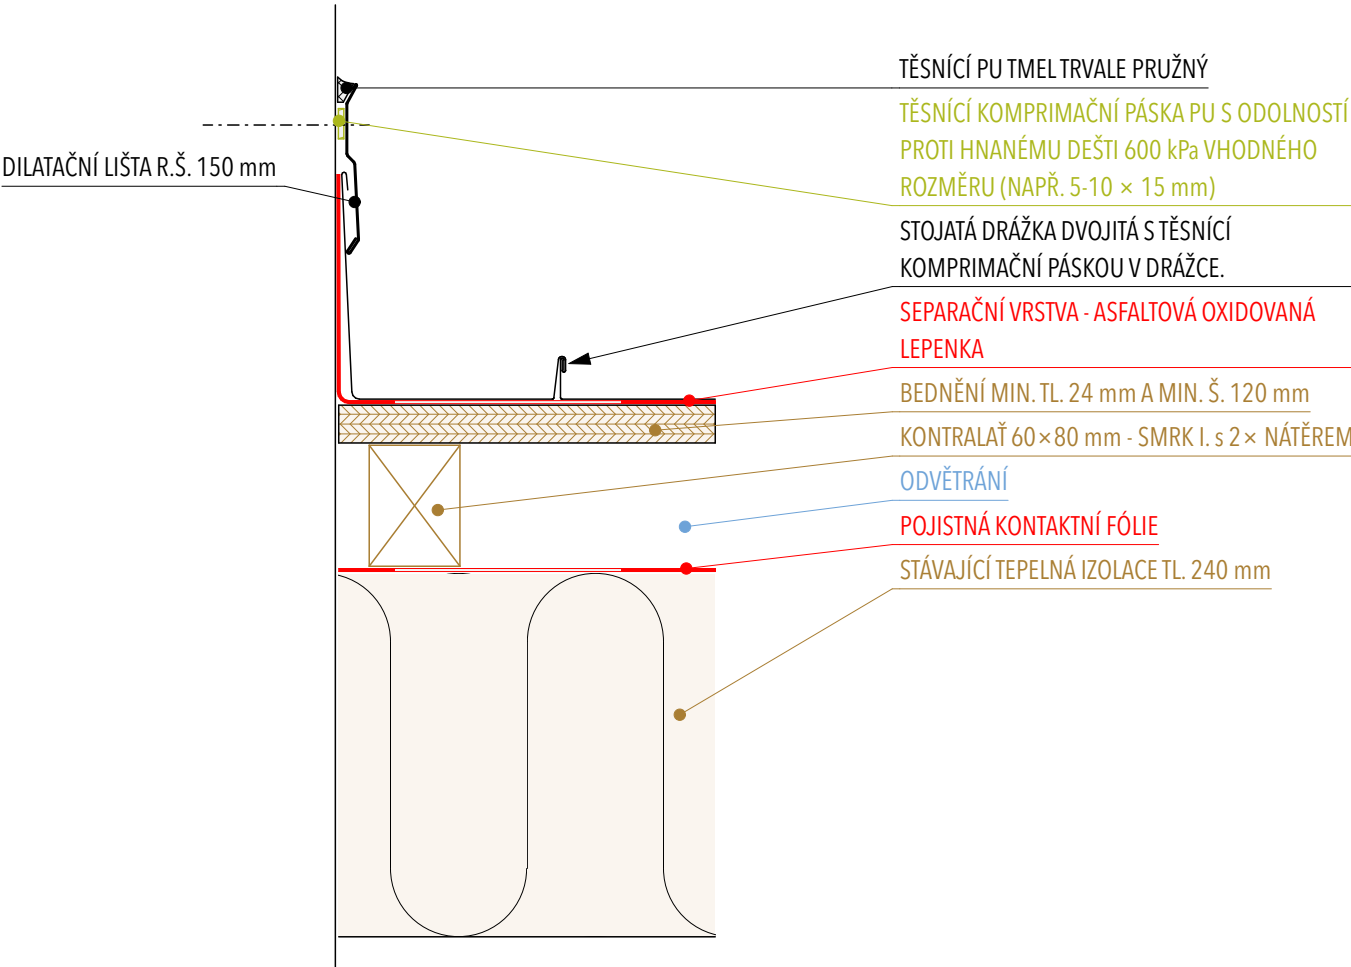 TĚSNÍCÍ PU TMEL TRVALE PRUŽNÝ
TĚSNÍCÍ KOMPRIMAČNÍ PÁSKA PU S ODOLNOSTÍ
PROTI HNANÉMU DEŠTI 600 kPa VHODNÉHO
ROZMĚRU (NAPŘ. 5-10 × 15 mm)
DILATAČNÍ LIŠTA R.Š. 150 mm
STOJATÁ DRÁŽKA DVOJITÁ S TĚSNÍCÍ
KOMPRIMAČNÍ PÁSKOU V DRÁŽCE.
SEPARAČNÍ VRSTVA - ASFALTOVÁ OXIDOVANÁ
LEPENKA
BEDNĚNÍ MIN. TL. 24 mm A MIN. Š. 120 mm
KONTRALAŤ 60×80 mm - SMRK I. s 2× NÁTĚREM
ODVĚTRÁNÍ
POJISTNÁ KONTAKTNÍ FÓLIE
STÁVAJÍCÍ TEPELNÁ IZOLACE TL. 240 mm